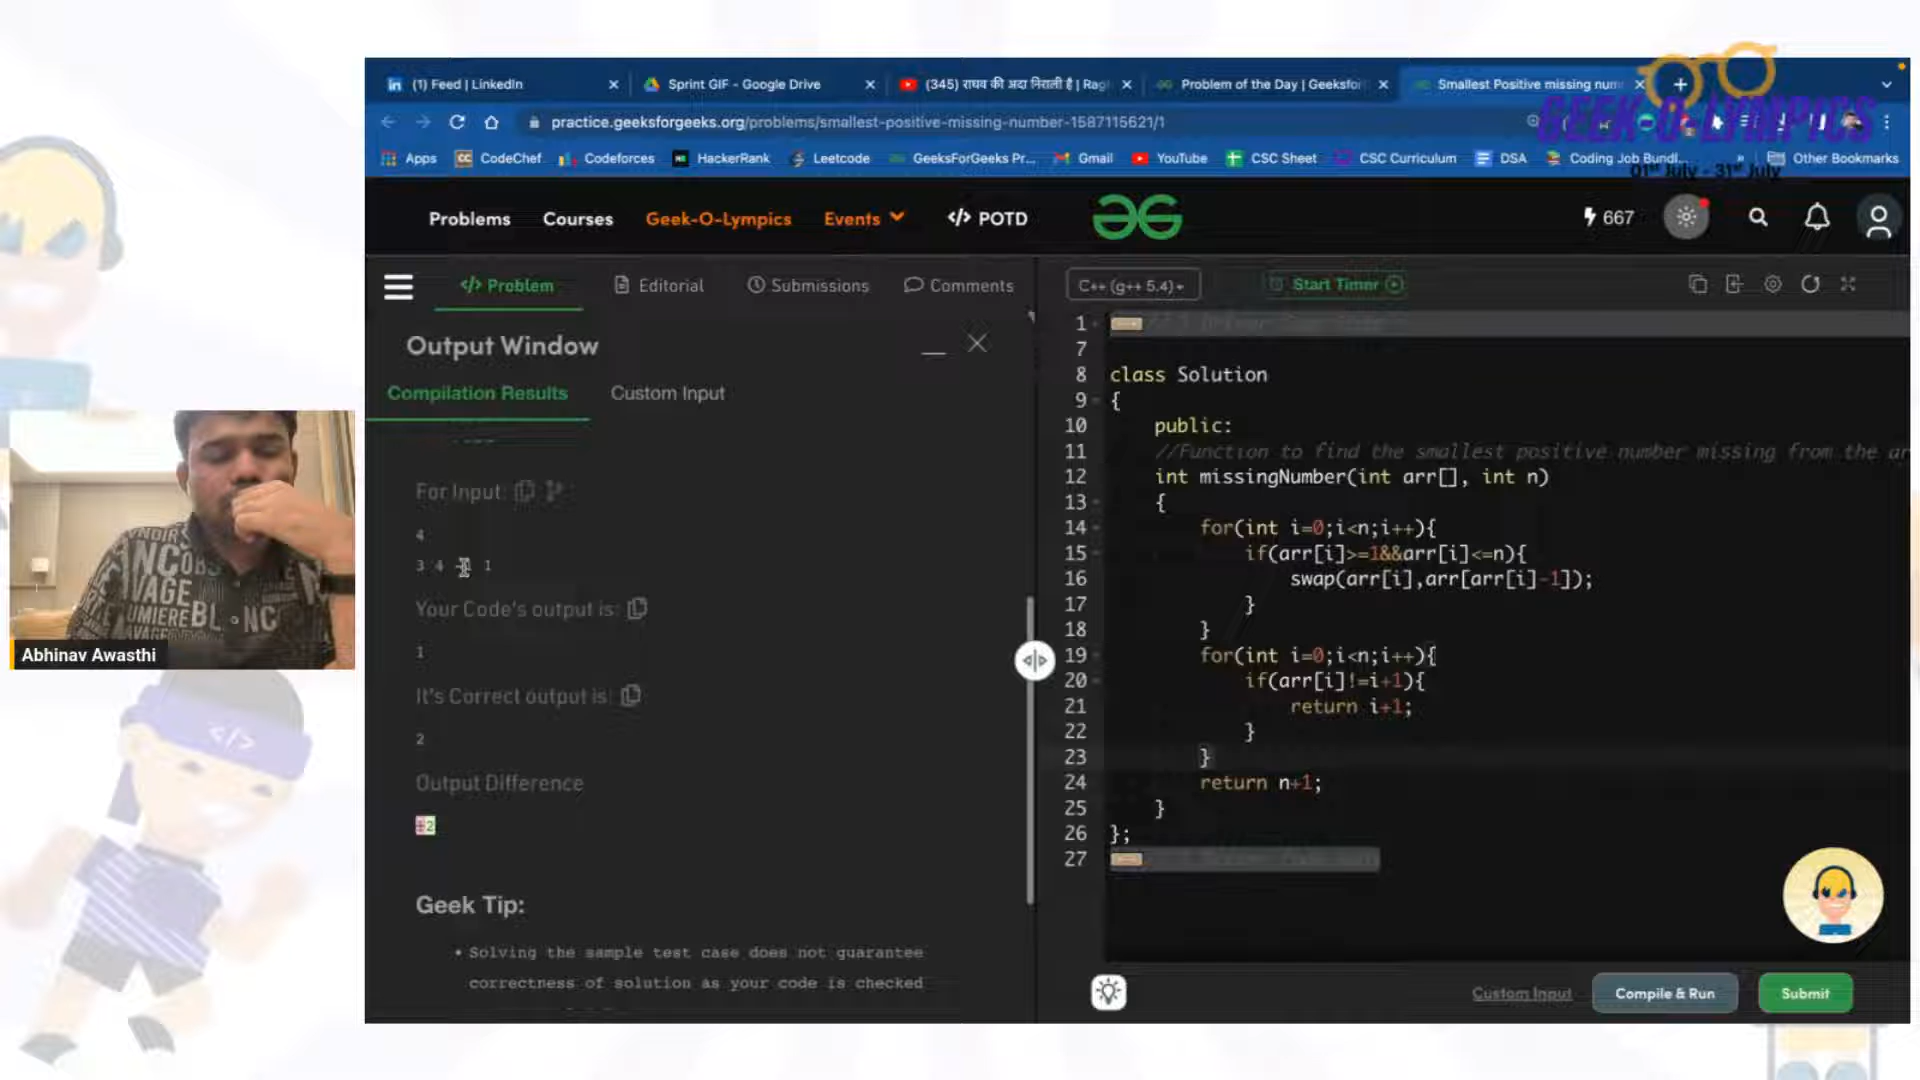 (1) Feed | LinkedIn
Sprint GIF - Google Drive
(345) राघव की अदा निराली है | Rag
Problem of the Day | Geeksfor
Smallest Positive missing num
GEEK-O-LYMPICS
01st July - 31st July
practice.geeksforgeeks.org/problems/smallest-positive-missing-number-1587115621/1
Apps
CodeChef
Codeforces
HackerRank
Leetcode
GeeksForGeeks Pr...
Gmail
YouTube
CSC Sheet
CSC Curriculum
DSA
Coding Job Bundl...
Other Bookmarks
Problems
Courses
Geek-O-Lympics
Events
</> POTD
667
</> Problem
Editorial
Submissions
Comments
Output Window
Compilation Results
Custom Input
For Input:
4
3 4 1
Your Code's output is:
1
It's Correct output is:
2
Output Difference
2
Geek Tip:
• Solving the sample test case does not guarantee
correctness of solution as your code is checked
C++ (g++ 5.4)
Start Timer
1
7
8 class Solution
9 {
10 public:
11 //Function to find the smallest positive number missing from the ar
12 int missingNumber(int arr[], int n)
13 {
14 for(int i=0;i<n;i++){
15 if(arr[i]>=1&&arr[i]<=n){
16 swap(arr[i],arr[arr[i]-1]);
17 }
18 }
19 for(int i=0;i<n;i++){
20 if(arr[i]!=i+1){
21 return i+1;
22 }
23 }
24 return n+1;
25 }
26 };
27
Custom Input
Compile & Run
Submit
Abhinav Awasthi
</>